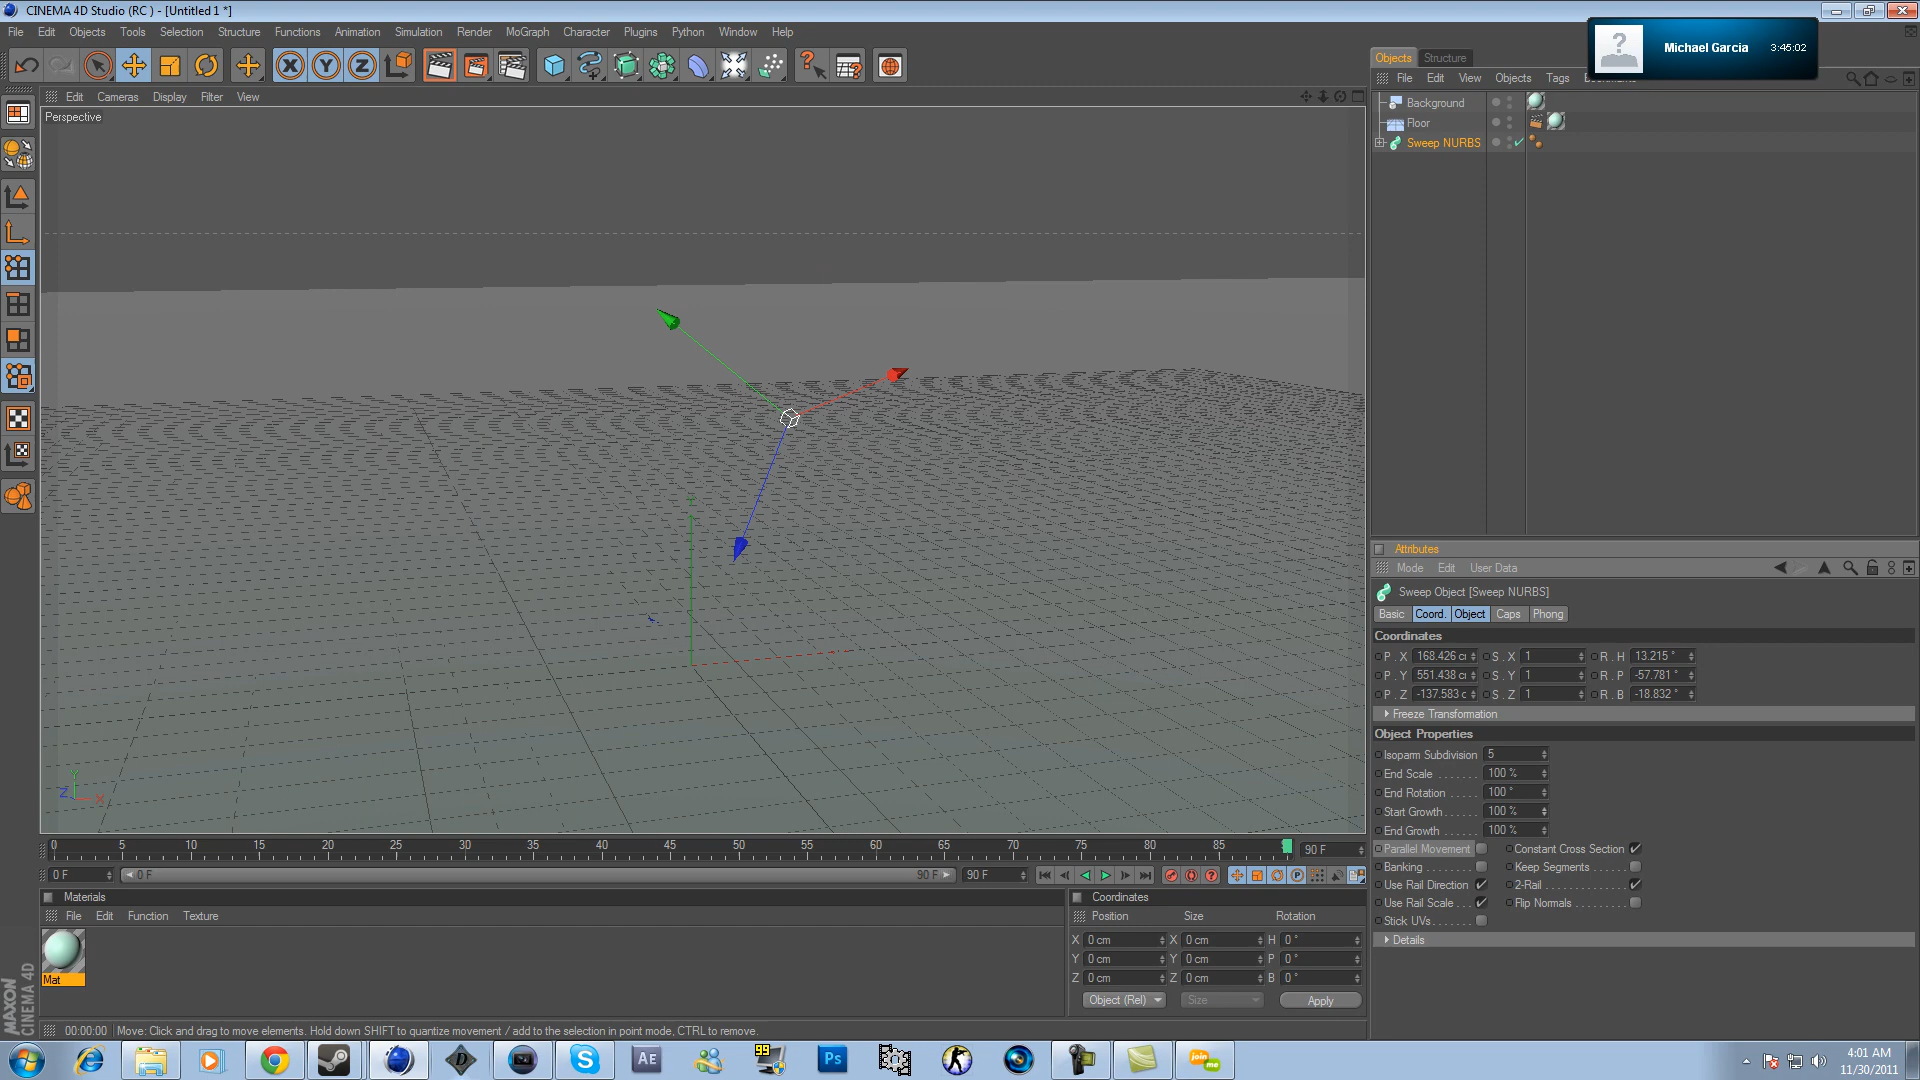 CINEMA 4D Studio (RC ) - [Untitled 1 *]
File Edit Objects Tools Selection Structure Functions Animation Simulation Render MoGraph Character Plugins Python Window Help
Michael Garcia 3:45:02
Objects Structure
File Edit View Objects Tags
Edit Cameras Display Filter View
Perspective
Background
Floor
Sweep NURBS
Attributes
Mode Edit User Data
Sweep Object [Sweep NURBS]
Basic Coord. Object Caps Phong
Coordinates
P . X 168.426 S . X 1 R . H 13.215 °
P . Y 551.438 S . Y 1 R . P -57.781 °
P . Z -137.583 c S . Z 1 R . B -18.832 °
Freeze Transformation
Object Properties
Isoparm Subdivision 5
End Scale . . . . . . . 100 %
End Rotation . . . . . 100 °
Start Growth . . . . . 100 %
End Growth . . . . . . 100 %
Parallel Movement Constant Cross Section
Banking . . . . . . . . . Keep Segments . . . . . . .
Use Rail Direction 2-Rail . . . . . . . . . . . . . .
Use Rail Scale . . . Flip Normals . . . . . . . . .
Stick UVs . . . . . . .
Details
Y
Z X
0 5 10 15 20 25 30 35 40 45 50 55 60 65 70 75 80 85 90 F
0 F 0 F 90 F 90 F
Materials
File Edit Function Texture
Mat
Coordinates
Position Size Rotation
X 0 cm X 0 cm H 0 °
Y 0 cm Y 0 cm P 0 °
Z 0 cm Z 0 cm B 0 °
Object (Rel) Size Apply
MAXON
CINEMA 4D
00:00:00 Move: Click and drag to move elements. Hold down SHIFT to quantize movement / add to the selection in point mode, CTRL to remove.
Ae 99 Ps join me
4:01 AM
11/30/2011